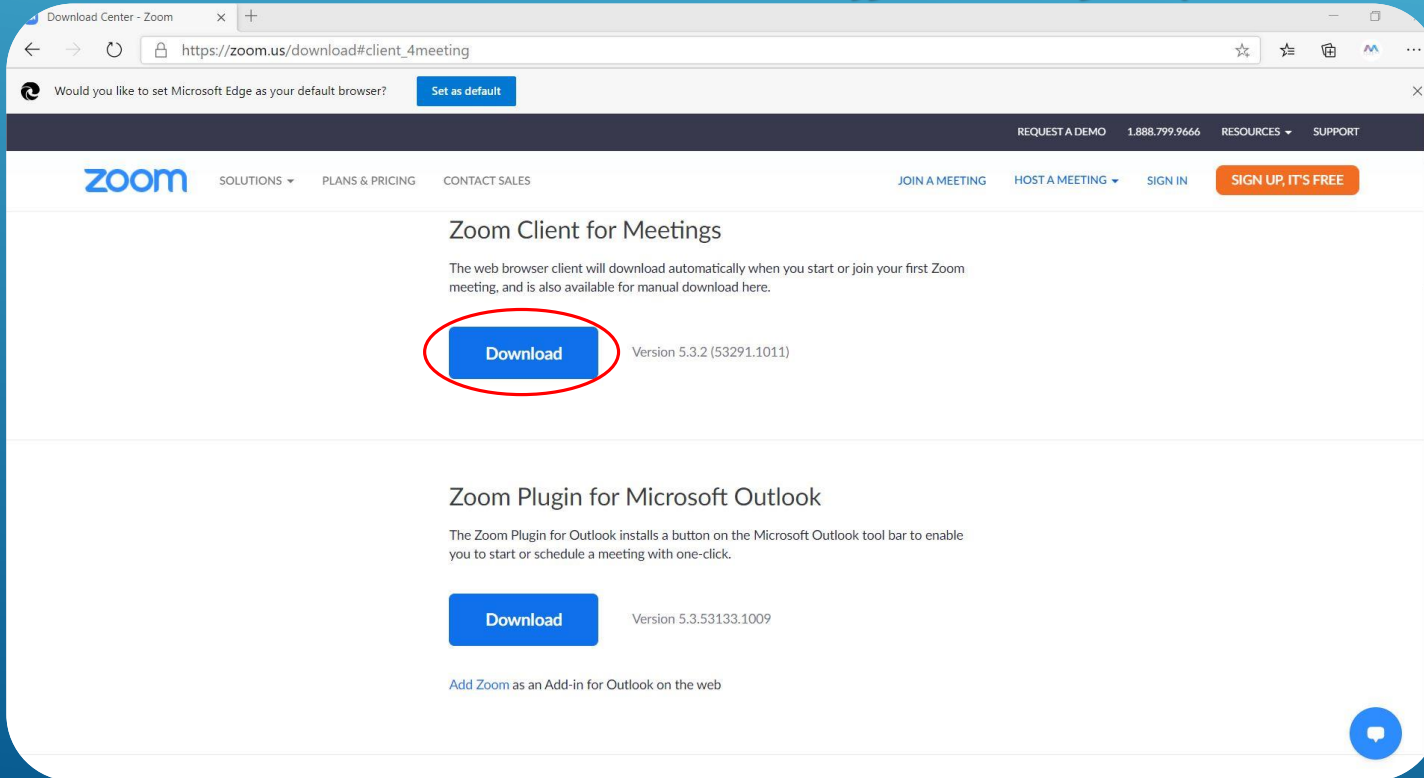 Download Center - Zoom
https://zoom.us/download#client_4meeting
Would you like to set Microsoft Edge as your default browser? Set as default
REQUEST A DEMO 1.888.799.9666 RESOURCES SUPPORT
zoom SOLUTIONS PLANS & PRICING CONTACT SALES JOIN A MEETING HOST A MEETING SIGN IN SIGN UP, IT'S FREE
Zoom Client for Meetings
The web browser client will download automatically when you start or join your first Zoom
meeting, and is also available for manual download here.
Download Version 5.3.2 (53291.1011)
Zoom Plugin for Microsoft Outlook
The Zoom Plugin for Outlook installs a button on the Microsoft Outlook tool bar to enable
you to start or schedule a meeting with one-click.
Download Version 5.3.53133.1009
Add Zoom as an Add-in for Outlook on the web